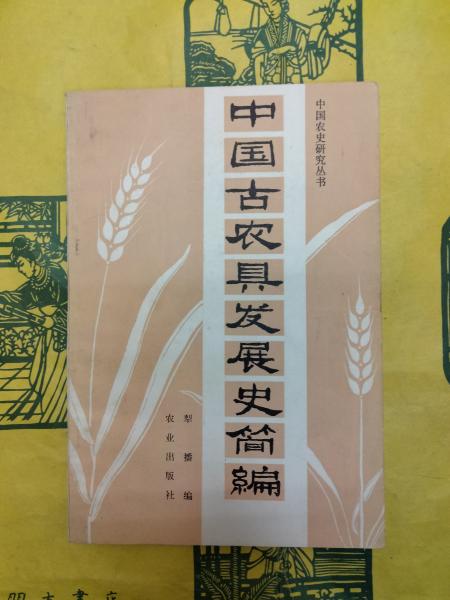 中国农史研究丛书
中国古农具发展史简编
犁播编
农业出版社